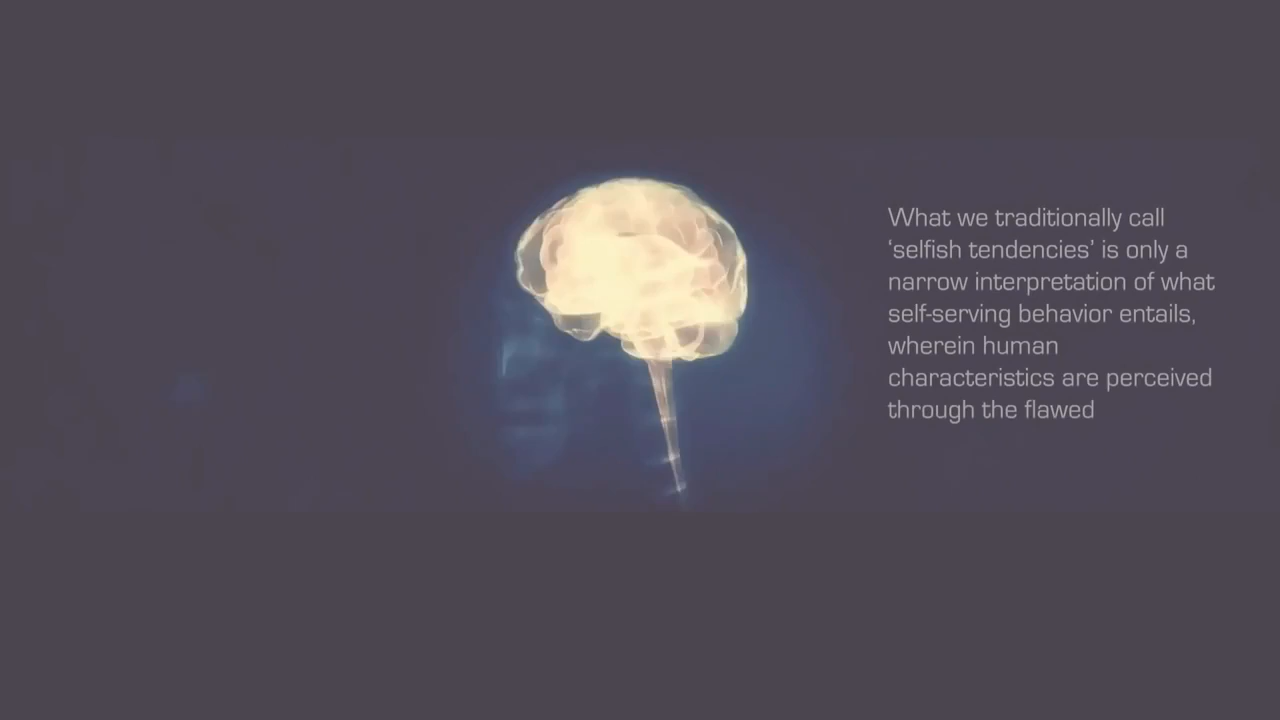 What we traditionally call
‘selfish tendencies’ is only a
narrow interpretation of what
self-serving behavior entails,
wherein human
characteristics are perceived
through the flawed